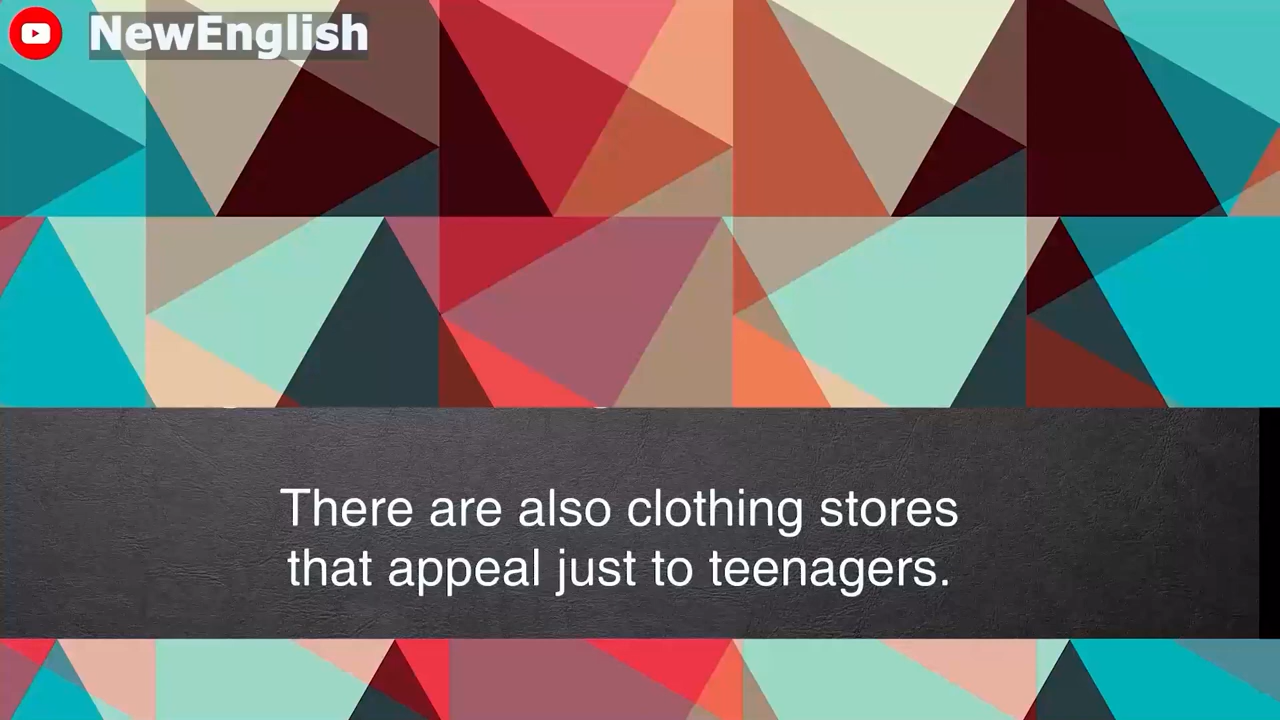 NewEnglish
There are also clothing stores
that appeal just to teenagers.